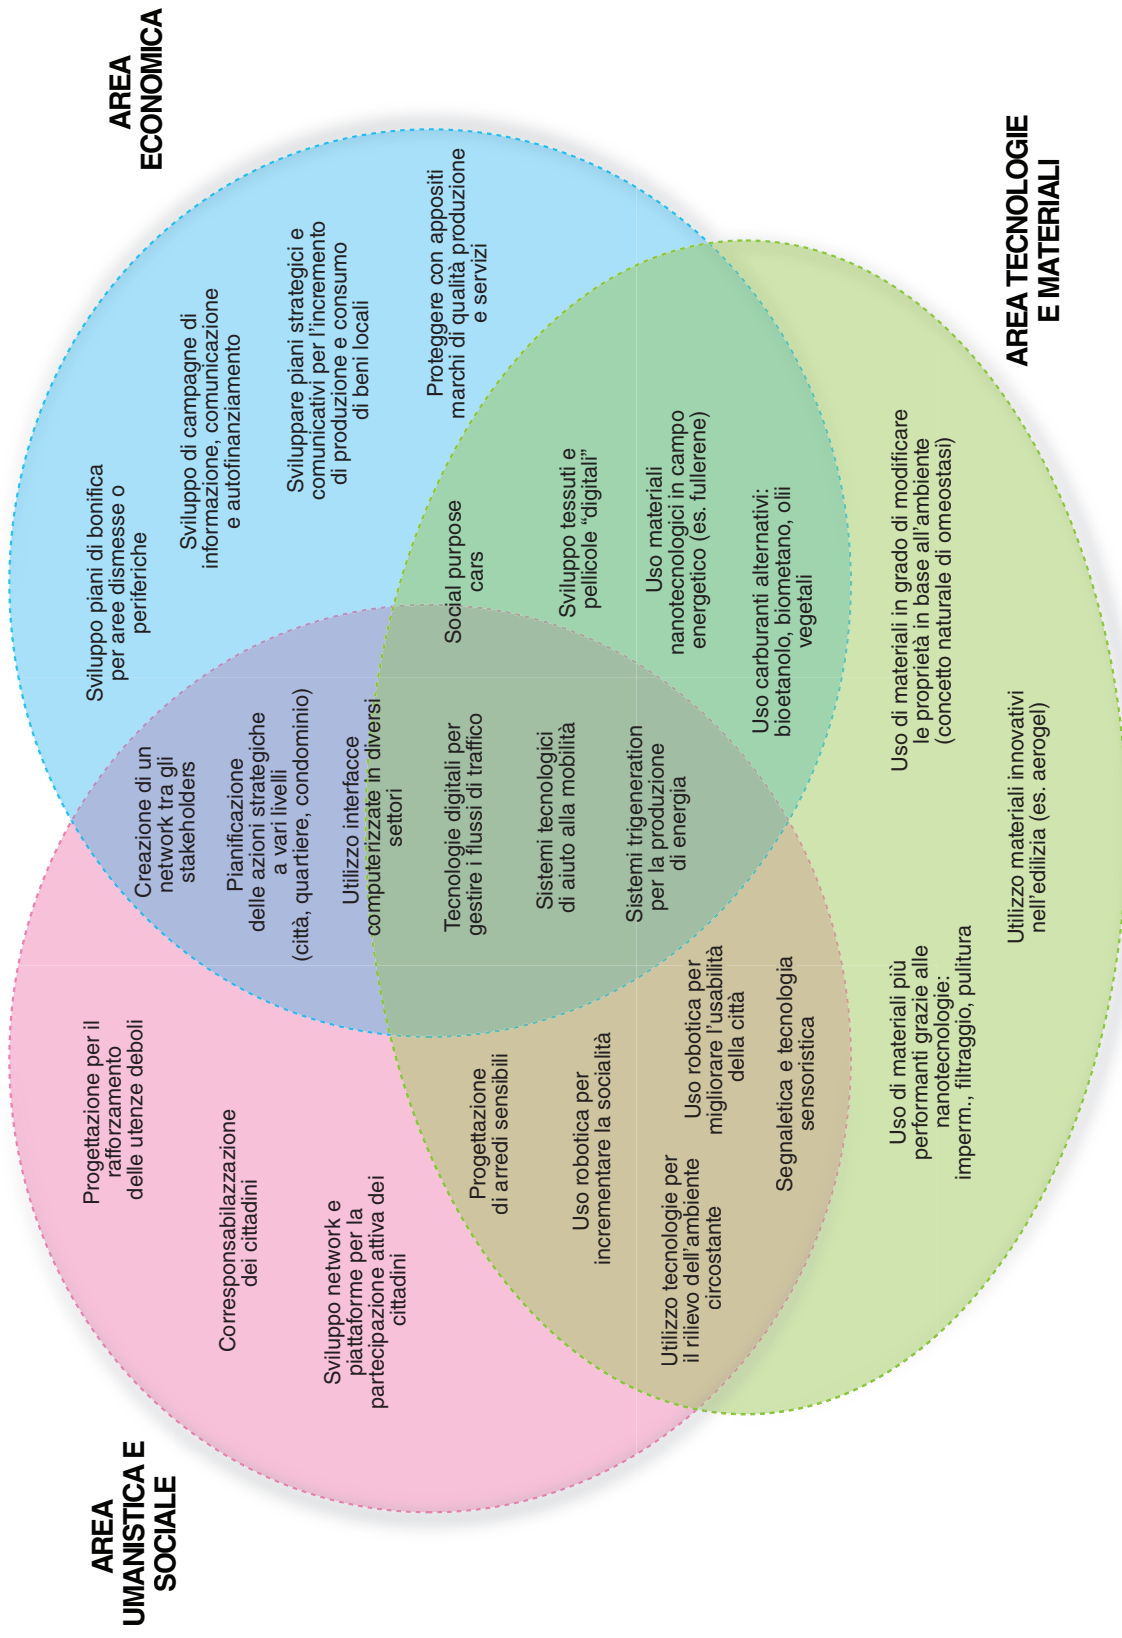 AREA
UMANISTICA E
SOCIALE
AREA
ECONOMICA
AREA TECNOLOGIE
E MATERIALI
Progettazione per il
rafforzamento
delle utenze deboli
Corresponsabilazzazione
dei cittadini
Sviluppo network e
piattaforme per la
partecipazione attiva dei
cittadini
Creazione di un
network tra gli
stakeholders
Pianificazione
delle azioni strategiche
a vari livelli
(città, quartiere, condominio)
Utilizzo interfacce
computerizzate in diversi
settori
Sviluppo piani di bonifica
per aree dismesse o
periferiche
Sviluppo di campagne di
informazione, comunicazione
e autofinanziamento
Sviluppare piani strategici e
comunicativi per l'incremento
di produzione e consumo
di beni locali
Proteggere con appositi
marchi di qualità produzione
e servizi
Progettazione
di arredi sensibili
Uso robotica per
incrementare la socialità
Utilizzo tecnologie per
il rilievo dell'ambiente
circostante
Uso robotica per
migliorare l'usabilità
della città
Segnaletica e tecnologia
sensoristica
Tecnologie digitali per
gestire i flussi di traffico
Sistemi tecnologici
di aiuto alla mobilità
Sistemi trigeneration
per la produzione
di energia
Social purpose
cars
Sviluppo tessuti e
pellicole “digitali”
Uso materiali
nanotecnologici in campo
energetico (es. fullerene)
Uso carburanti alternativi:
bioetanolo, biometano, olii
vegetali
Uso di materiali più
performanti grazie alle
nanotecnologie:
imperm., filtraggio, pulitura
Uso di materiali in grado di modificare
le proprietà in base all'ambiente
(concetto naturale di omeostasi)
Utilizzo materiali innovativi
nell'edilizia (es. aerogel)